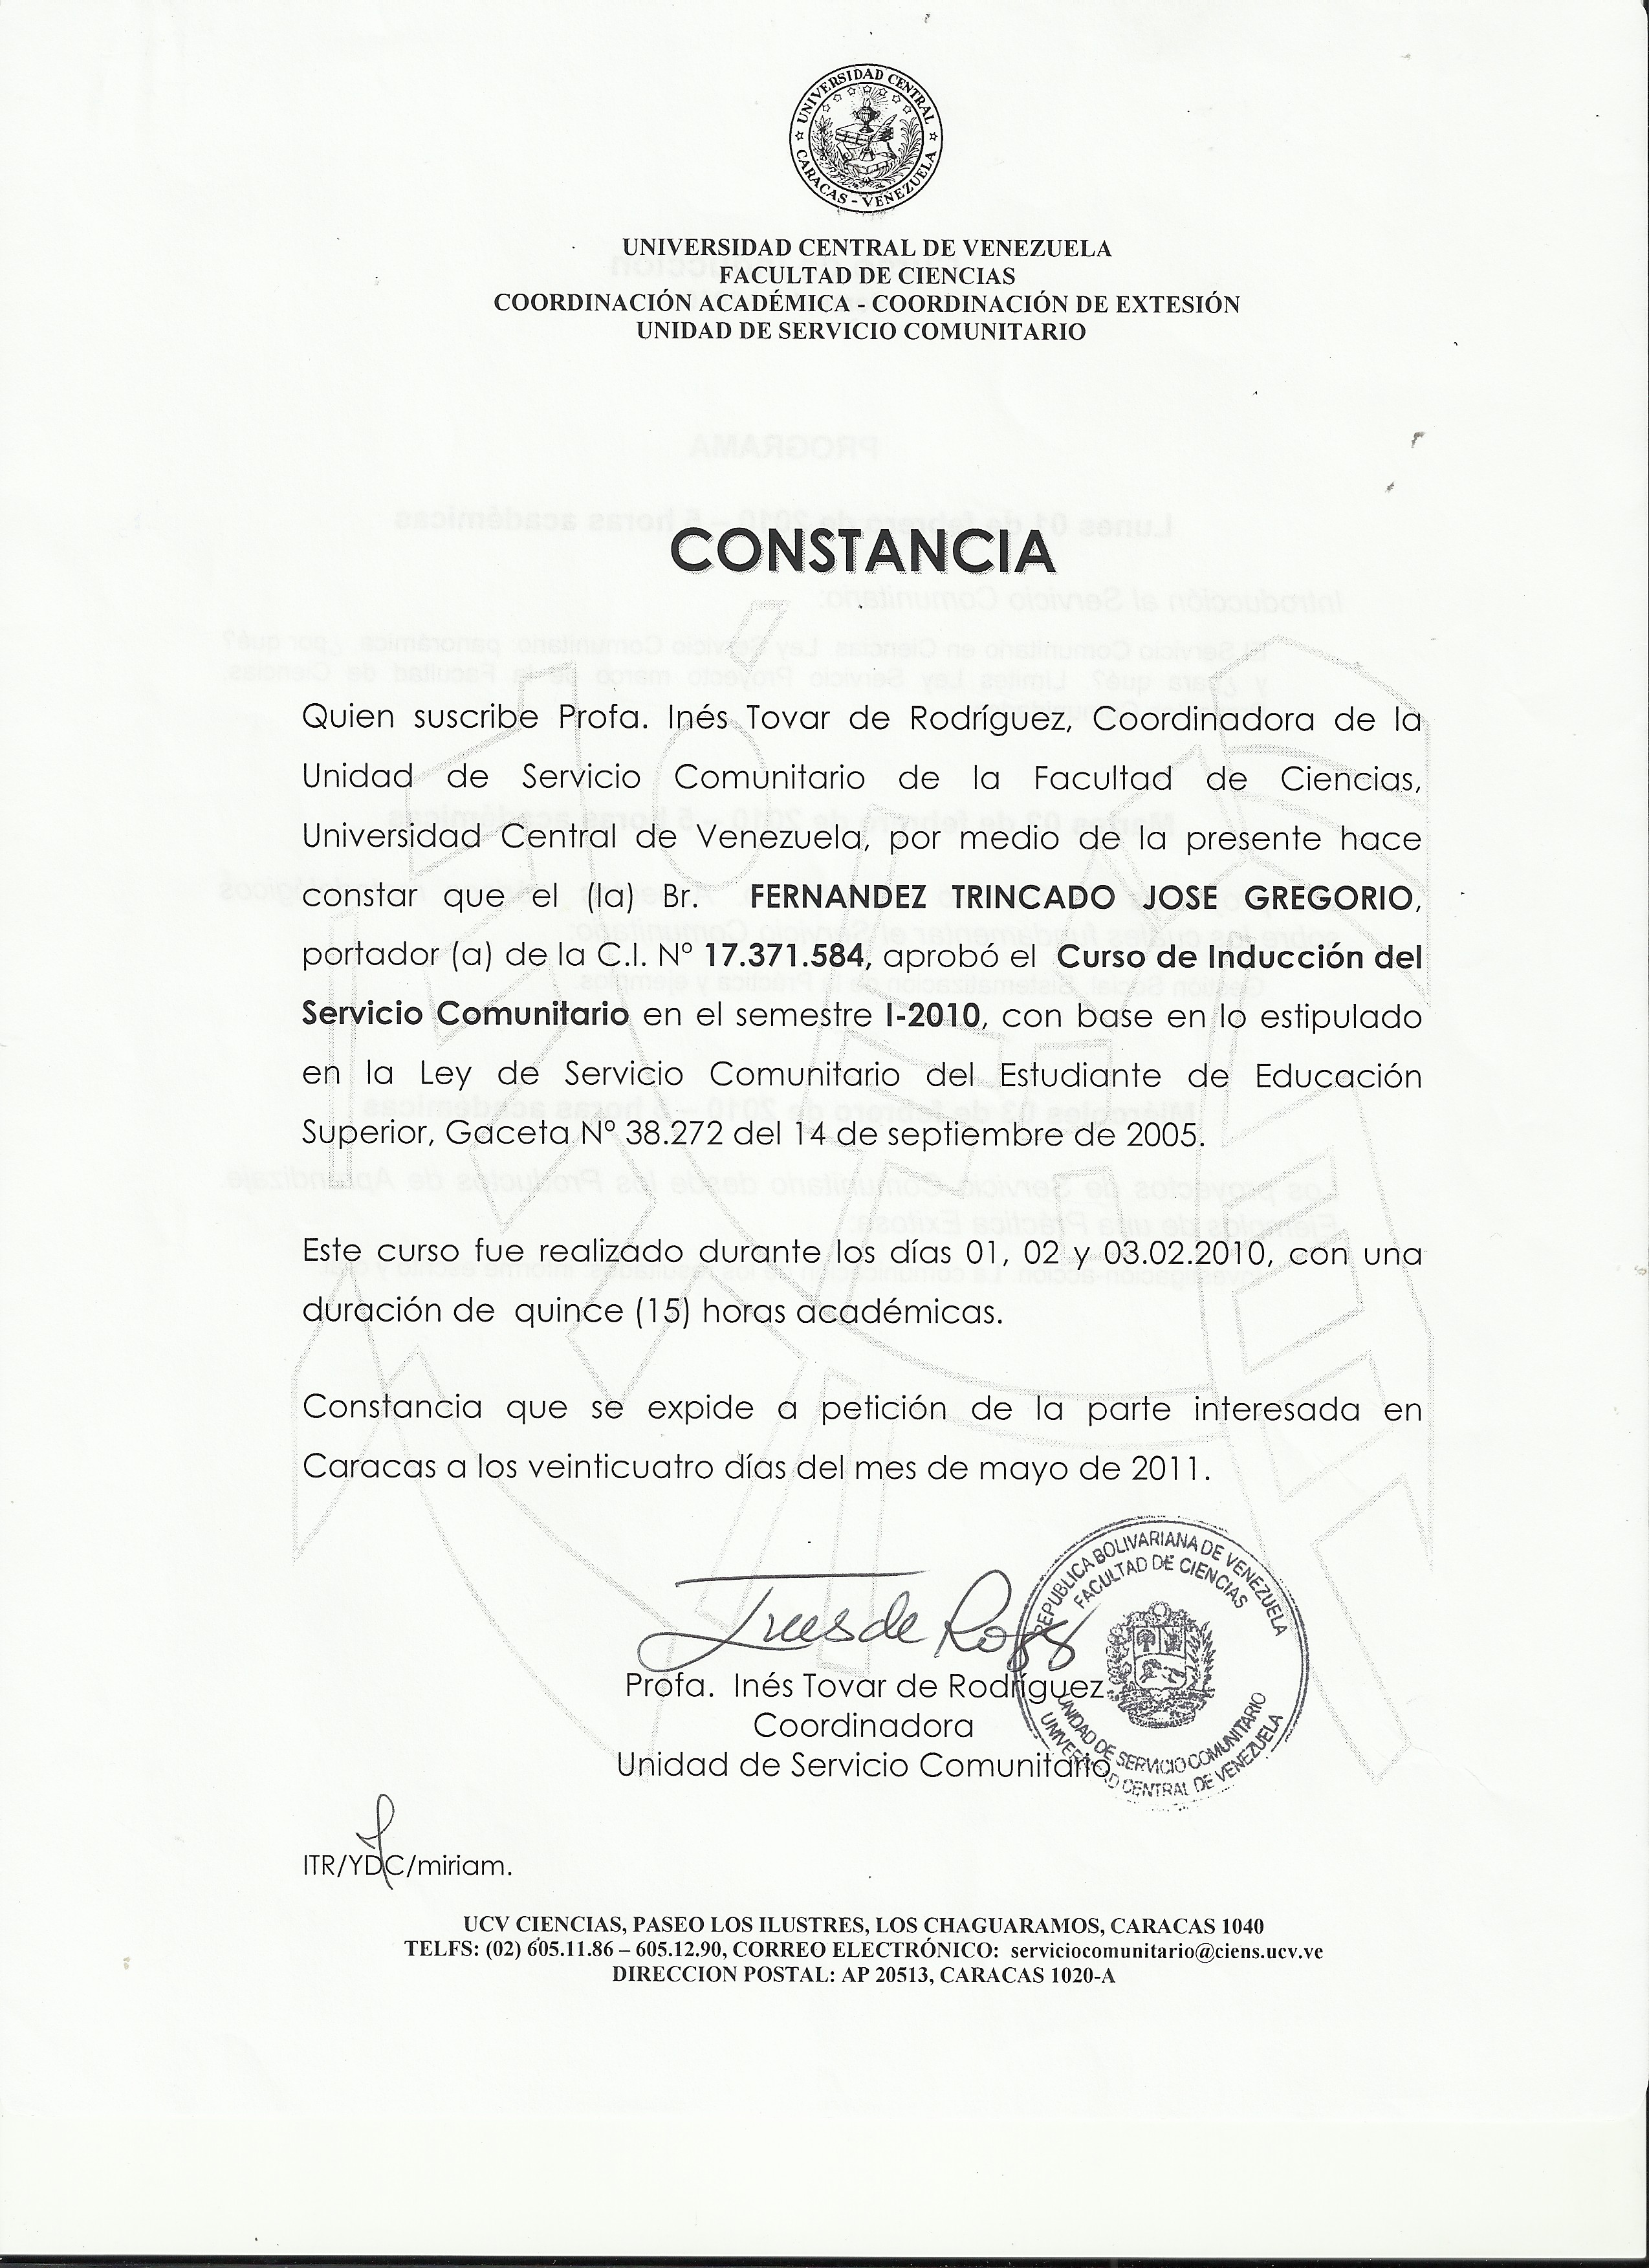 UNIVERSIDAD CENTRAL
CARACAS - VENEZUELA
UNIVERSIDAD CENTRAL DE VENEZUELA
FACULTAD DE CIENCIAS
COORDINACIÓN ACADÉMICA - COORDINACIÓN DE EXTESIÓN
UNIDAD DE SERVICIO COMUNITARIO
CONSTANCIA
Quien suscribe Profa. Inés Tovar de Rodríguez, Coordinadora de la
Unidad de Servicio Comunitario de la Facultad de Ciencias,
Universidad Central de Venezuela, por medio de la presente hace
constar que el (la) Br. FERNANDEZ TRINCADO JOSE GREGORIO,
portador (a) de la C.I. Nº 17.371.584, aprobó el Curso de Inducción del
Servicio Comunitario en el semestre I-2010, con base en lo estipulado
en la Ley de Servicio Comunitario del Estudiante de Educación
Superior, Gaceta Nº 38.272 del 14 de septiembre de 2005.
Este curso fue realizado durante los días 01, 02 y 03.02.2010, con una
duración de quince (15) horas académicas.
Constancia que se expide a petición de la parte interesada en
Caracas a los veinticuatro días del mes de mayo de 2011.
REPUBLICA BOLIVARIANA DE VENEZUELA
FACULTAD DE CIENCIAS
UNIDAD DE SERVICIO COMUNITARIO
UNIVERSIDAD CENTRAL DE VENEZUELA
Profa. Inés Tovar de Rodríguez
Coordinadora
Unidad de Servicio Comunitario
ITR/YDC/miriam.
UCV CIENCIAS, PASEO LOS ILUSTRES, LOS CHAGUARAMOS, CARACAS 1040
TELFS: (02) 605.11.86 – 605.12.90, CORREO ELECTRÓNICO: serviciocomunitario@ciens.ucv.ve
DIRECCION POSTAL: AP 20513, CARACAS 1020-A